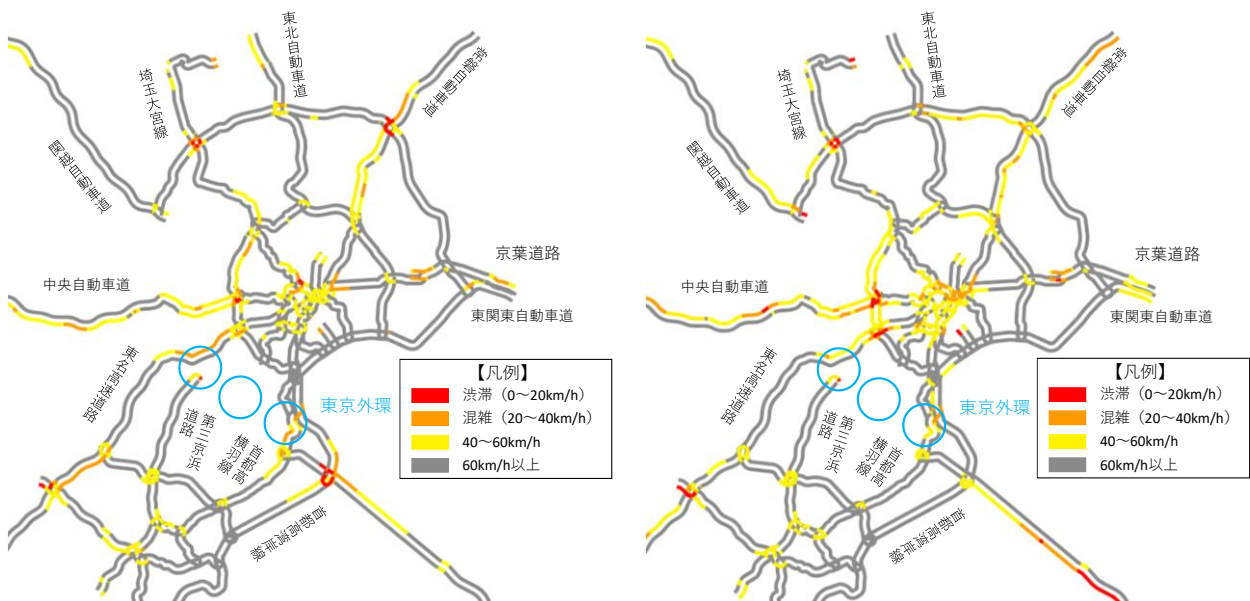 東北自動車道
常磐自動車道
埼玉大宮線
関越自動車道
京葉道路
中央自動車道
東関東自動車道
東名高速道路
第三京浜
道路
首都高
横羽線
東京外環
首都高湾岸線
【凡例】
渋滞（0～20km/h）
混雑（20～40km/h）
40～60km/h
60km/h以上
東北自動車道
常磐自動車道
埼玉大宮線
関越自動車道
京葉道路
中央自動車道
東関東自動車道
東名高速道路
第三京浜
道路
首都高
横羽線
東京外環
首都高湾岸線
【凡例】
渋滞（0～20km/h）
混雑（20～40km/h）
40～60km/h
60km/h以上